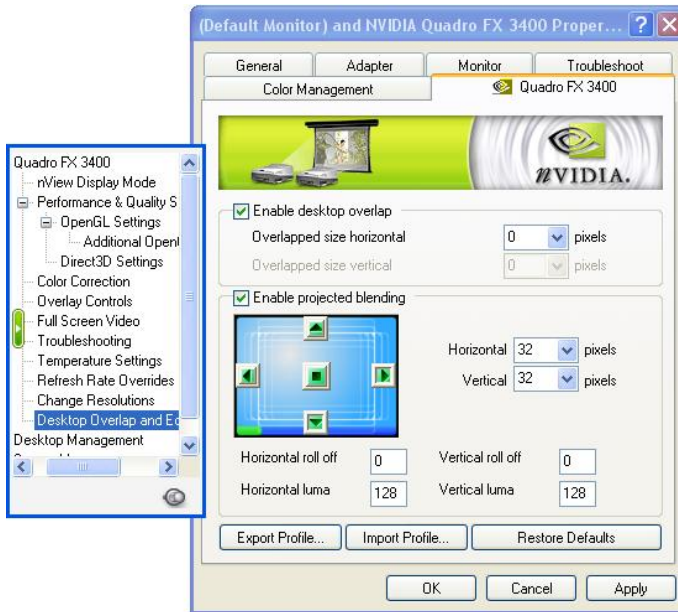 (Default Monitor) and NVIDIA Quadro FX 3400 Proper...
General
Adapter
Monitor
Troubleshoot
Color Management
Quadro FX 3400
nVIDIA.
Quadro FX 3400
nView Display Mode
Performance & Quality S
OpenGL Settings
Additional Open
Direct3D Settings
Color Correction
Overlay Controls
Full Screen Video
Troubleshooting
Temperature Settings
Refresh Rate Overrides
Change Resolutions
Desktop Overlap and Ed
Desktop Management
Enable desktop overlap
Overlapped size horizontal 0 pixels
Overlapped size vertical 0 pixels
Enable projected blending
Horizontal 32 pixels
Vertical 32 pixels
Horizontal roll off 0 Vertical roll off 0
Horizontal luma 128 Vertical luma 128
Export Profile... Import Profile... Restore Defaults
OK Cancel Apply